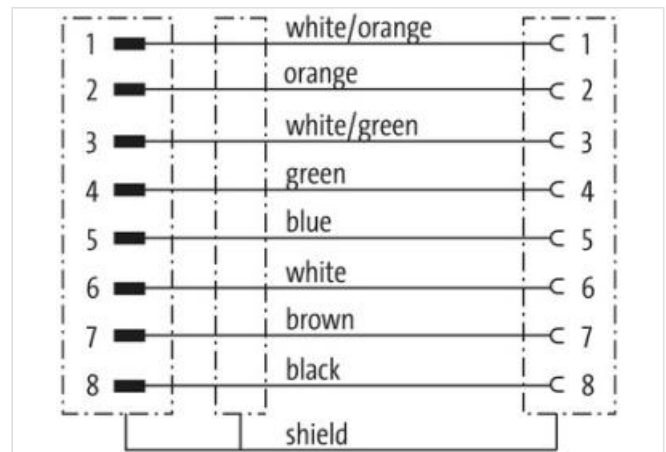 1 white/orange 1
2 orange 2
3 white/green 3
4 green 4
5 blue 5
6 white 6
7 brown 7
8 black 8
shield